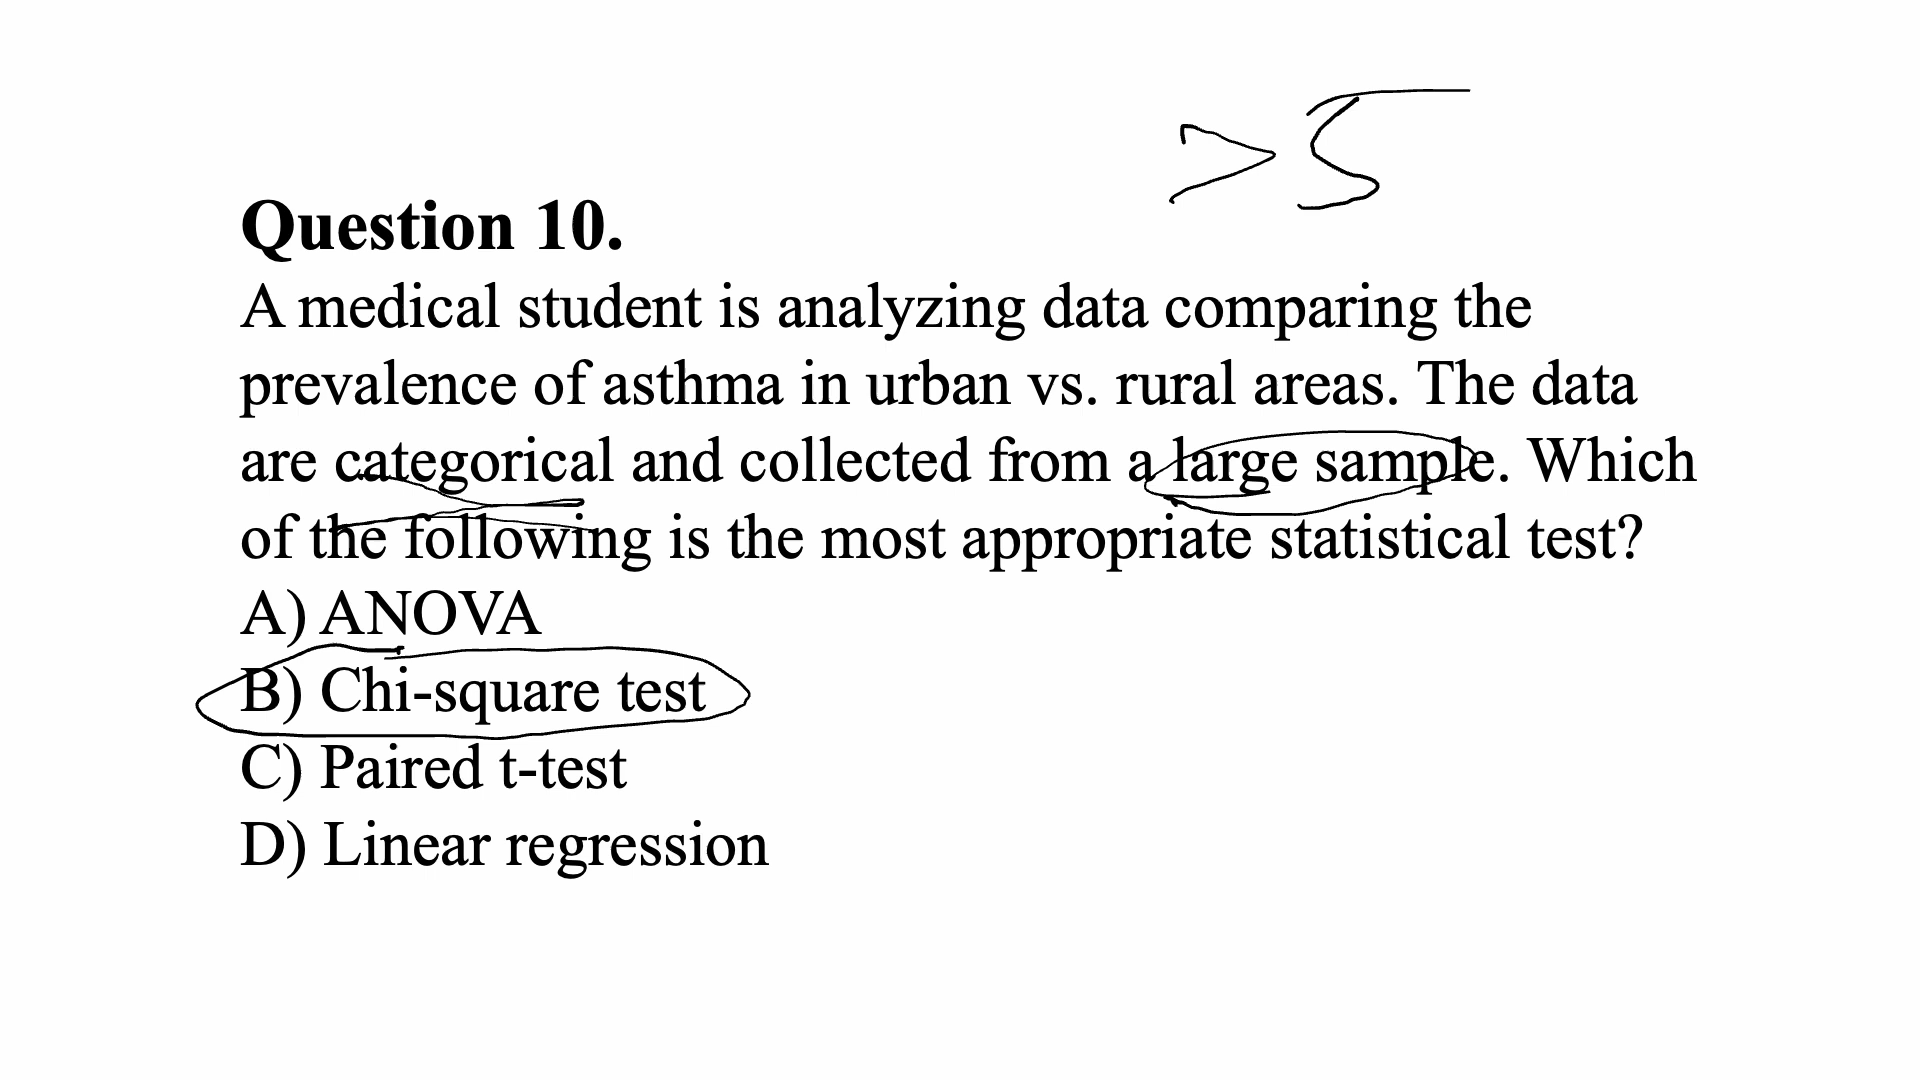 >5
Question 10.
A medical student is analyzing data comparing the
prevalence of asthma in urban vs. rural areas. The data
are categorical and collected from a large sample. Which
of the following is the most appropriate statistical test?
A) ANOVA
B) Chi-square test
C) Paired t-test
D) Linear regression